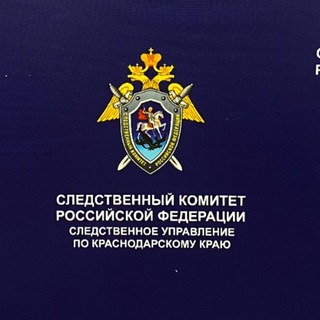 СЛЕДСТВЕННЫЙ КОМИТЕТ
РОССИЙСКОЙ ФЕДЕРАЦИИ
СЛЕДСТВЕННОЕ УПРАВЛЕНИЕ
ПО КРАСНОДАРСКОМУ КРАЮ